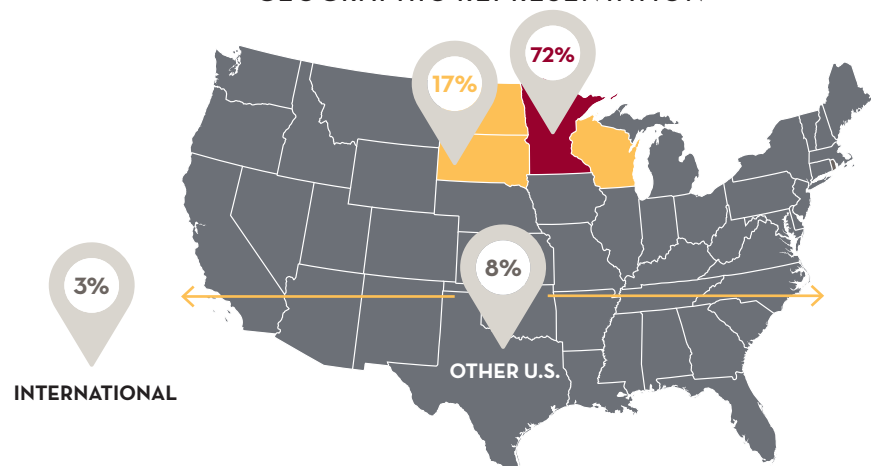 72%
17%
3%
8%
OTHER U.S.
INTERNATIONAL